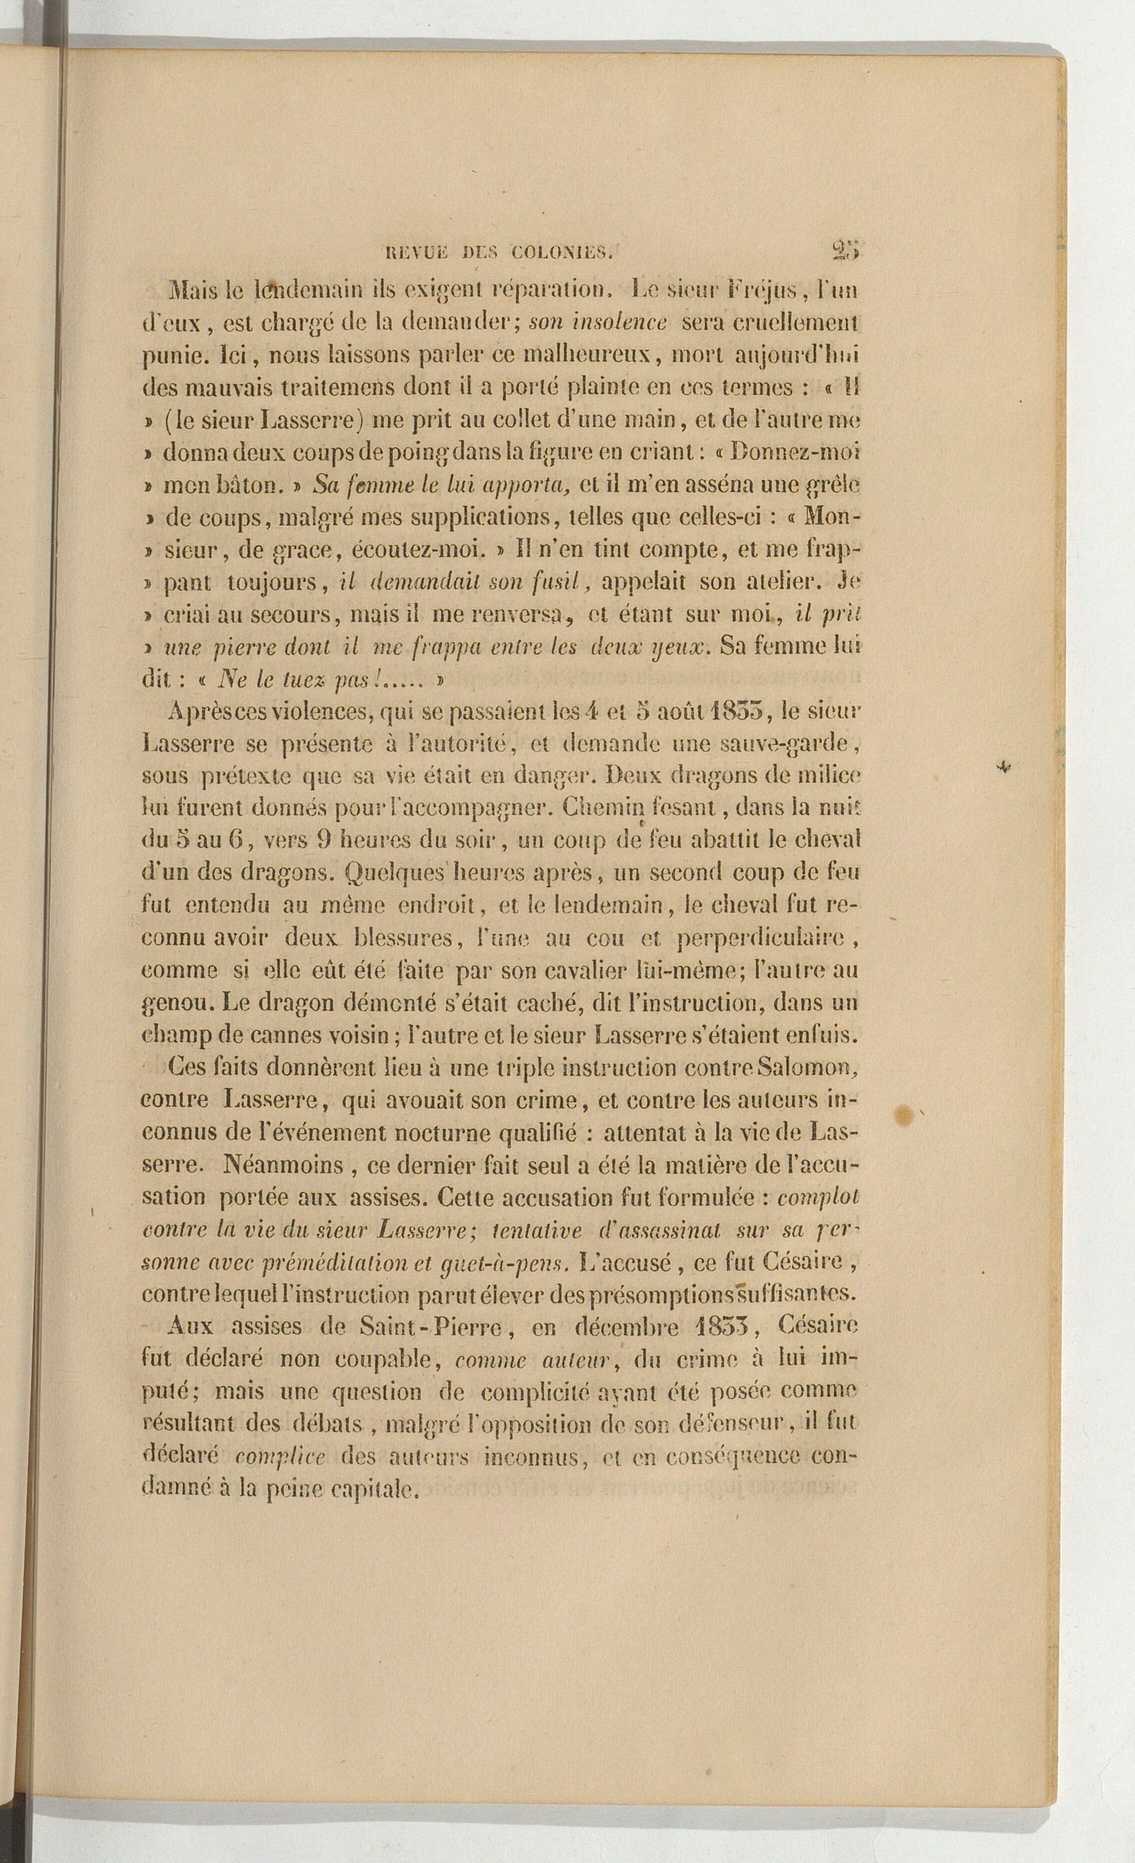 REVUE DES COLONIES. 25
Mais le lendemain ils exigent réparation. Le sieur Fréjus, l'un
d'eux, est chargé de la demander; son insolence sera cruellement
punie. Ici, nous laissons parler ce malheureux, mort aujourd'hui
des mauvais traitemens dont il a porté plainte en ces termes : « Il
» (le sieur Lasserre) me prit au collet d'une main, et de l'autre me
» donna deux coups de poing dans la figure en criant : « Donnez-moi
» mon bâton. » Sa femme le lui apporta, et il m'en asséna une grêle
» de coups, malgré mes supplications, telles que celles-ci : « Mon-
» sieur, de grace, écoutez-moi. » Il n'en tint compte, et me frap-
» pant toujours, il demandait son fusil, appelait son atelier. Je
» criai au secours, mais il me renversa, et étant sur moi, il prit
» une pierre dont il me frappa entre les deux yeux. Sa femme lui
dit : « Ne le tuez pas!..... »
Après ces violences, qui se passaient les 4 et 5 août 1833, le sieur
Lasserre se présente à l'autorité, et demande une sauve-garde,
sous prétexte que sa vie était en danger. Deux dragons de milice
lui furent donnés pour l'accompagner. Chemin fesant, dans la nuit
du 5 au 6, vers 9 heures du soir, un coup de feu abattit le cheval
d'un des dragons. Quelques heures après, un second coup de feu
fut entendu au même endroit, et le lendemain, le cheval fut re-
connu avoir deux blessures, l'une au cou et perperdiculaire,
comme si elle eût été faite par son cavalier lui-même; l'autre au
genou. Le dragon démonté s'était caché, dit l'instruction, dans un
champ de cannes voisin; l'autre et le sieur Lasserre s'étaient enfuis.
Ces faits donnèrent lieu à une triple instruction contre Salomon,
contre Lasserre, qui avouait son crime, et contre les auteurs in-
connus de l'événement nocturne qualifié : attentat à la vie de Las-
serre. Néanmoins, ce dernier fait seul a été la matière de l'accu-
sation portée aux assises. Cette accusation fut formulée : complot
contre la vie du sieur Lasserre; tentative d'assassinat sur sa per-
sonne avec préméditation et guet-à-pens. L'accusé, ce fut Césaire,
contre lequel l'instruction parut élever des présomptions suffisantes.
Aux assises de Saint-Pierre, en décembre 1833, Césaire
fut déclaré non coupable, comme auteur, du crime à lui im-
puté; mais une question de complicité ayant été posée comme
résultant des débats, malgré l'opposition de son défenseur, il fut
déclaré complice des auteurs inconnus, et en conséquence con-
damné à la peine capitale.